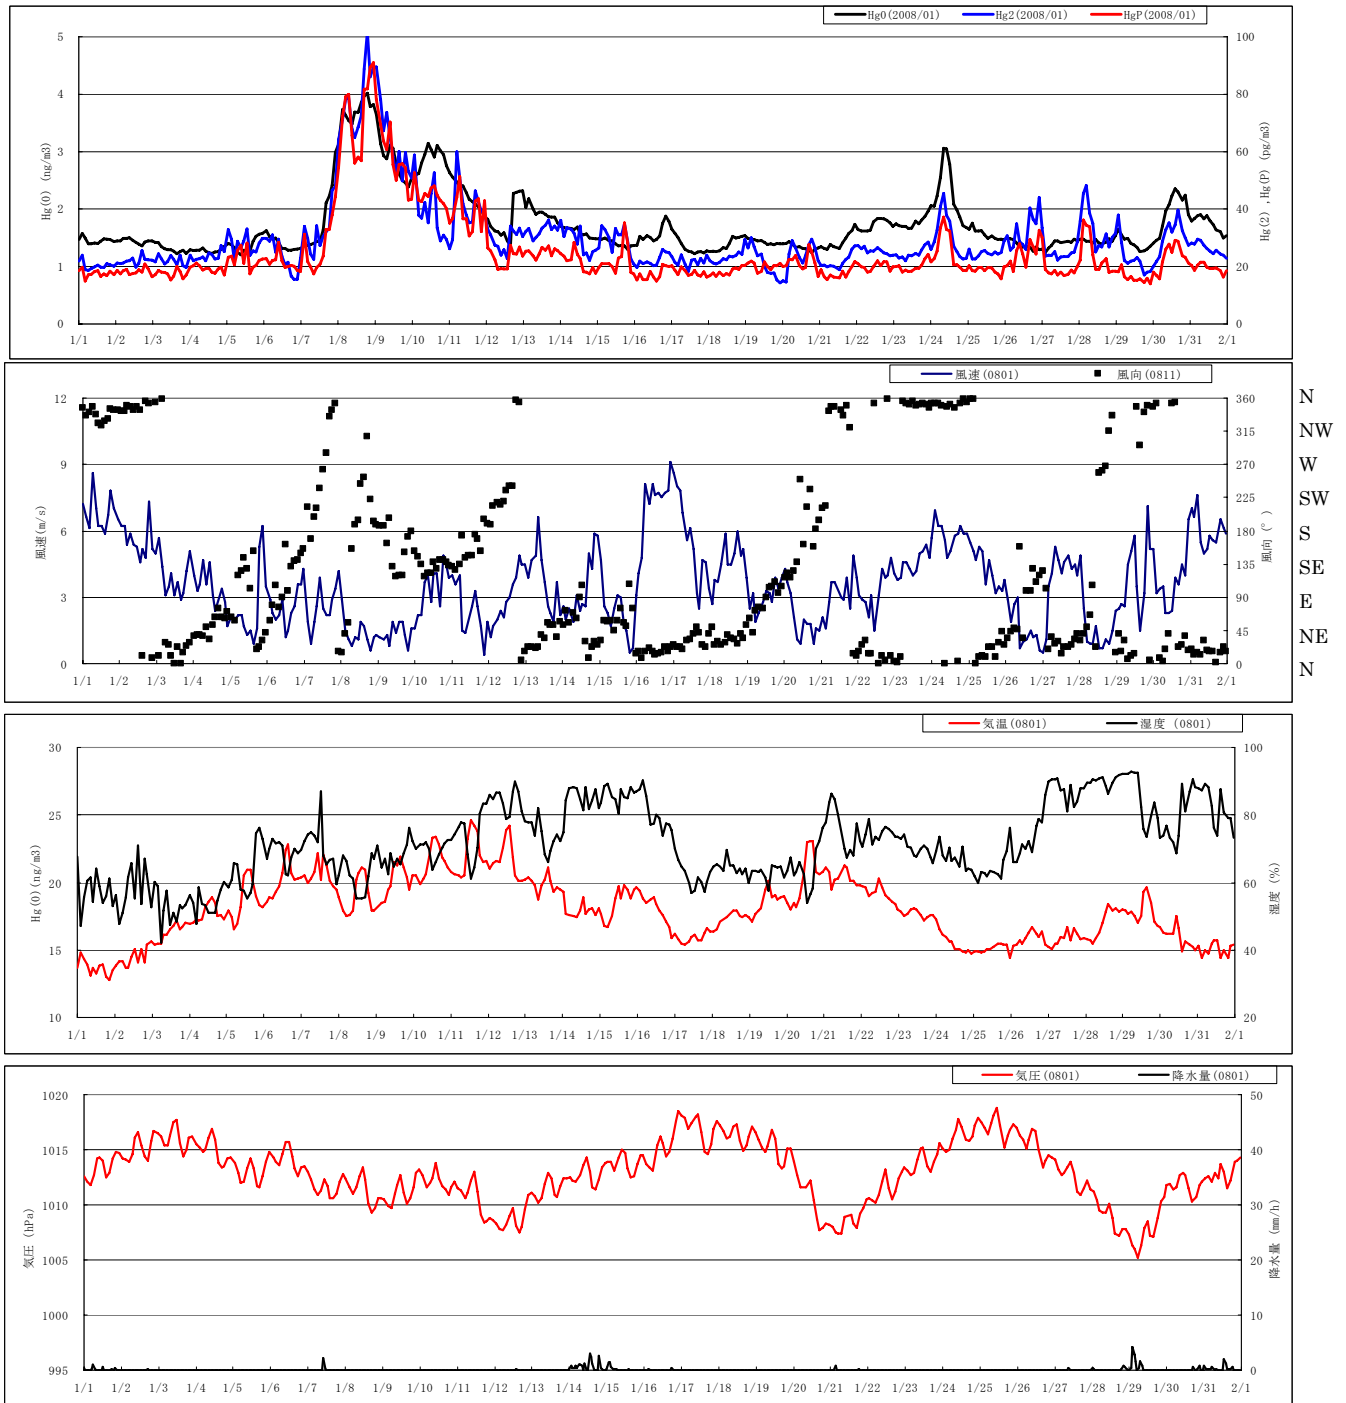 Hg0(2008/01) Hg2(2008/01) HgP(2008/01)
5 100
4 80
3 60
2 40
1 20
0 0
Hg(0) (ng/m3)
Hg(2),Hg(P) (pg/m3)
1/1 1/2 1/3 1/4 1/5 1/6 1/7 1/8 1/9 1/10 1/11 1/12 1/13 1/14 1/15 1/16 1/17 1/18 1/19 1/20 1/21 1/22 1/23 1/24 1/25 1/26 1/27 1/28 1/29 1/30 1/31 2/1
風速(0801) 風向(0811)
12 360 N
315 NW
9 270 W
225 SW
6 180 S
135 SE
3 90 E
45 NE
0 0 N
風速(m/s)
風向(°)
1/1 1/2 1/3 1/4 1/5 1/6 1/7 1/8 1/9 1/10 1/11 1/12 1/13 1/14 1/15 1/16 1/17 1/18 1/19 1/20 1/21 1/22 1/23 1/24 1/25 1/26 1/27 1/28 1/29 1/30 1/31 2/1
気温(0801) 湿度 (0801)
30 100
25 80
20 60
15 40
10 20
Hg(0)(ng/m3)
湿度 (%)
1/1 1/2 1/3 1/4 1/5 1/6 1/7 1/8 1/9 1/10 1/11 1/12 1/13 1/14 1/15 1/16 1/17 1/18 1/19 1/20 1/21 1/22 1/23 1/24 1/25 1/26 1/27 1/28 1/29 1/30 1/31 2/1
気圧(0801) 降水量(0801)
1020 50
1015 40
1010 30
1005 20
1000 10
995 0
気圧 (hPa)
降水量 (mm/h)
1/1 1/2 1/3 1/4 1/5 1/6 1/7 1/8 1/9 1/10 1/11 1/12 1/13 1/14 1/15 1/16 1/17 1/18 1/19 1/20 1/21 1/22 1/23 1/24 1/25 1/26 1/27 1/28 1/29 1/30 1/31 2/1